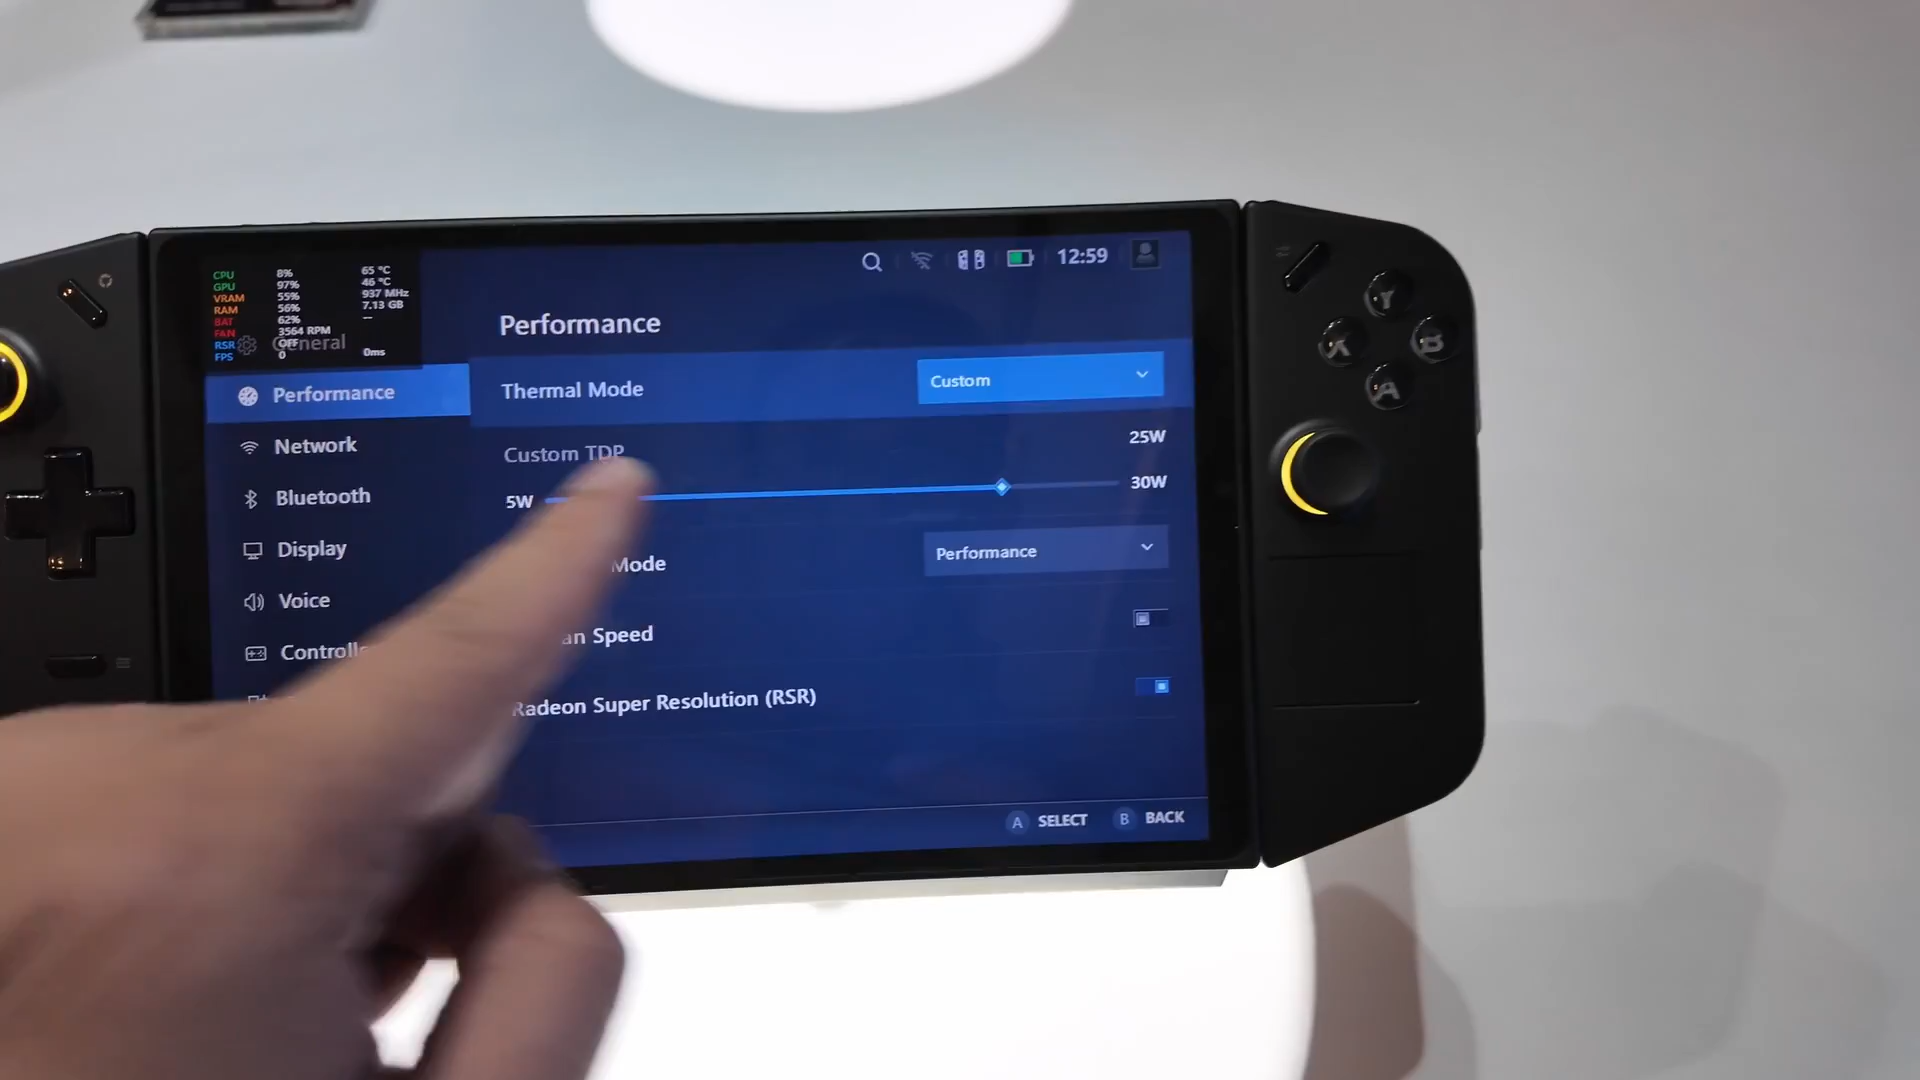 12:59
CPU 8% 65 °C
GPU 97% 46 °C
VRAM 55% 937 MHz
RAM 56% 7.13 GB
BAT 62% --
FAN 3564 RPM
RSR OFF
FPS 0 0ms
General
Performance
Network
Bluetooth
Display
Voice
Performance
Thermal Mode Custom
Custom TDP 25W
5W 30W
Mode Performance
an Speed
Radeon Super Resolution (RSR)
A SELECT B BACK
Y
X B
A